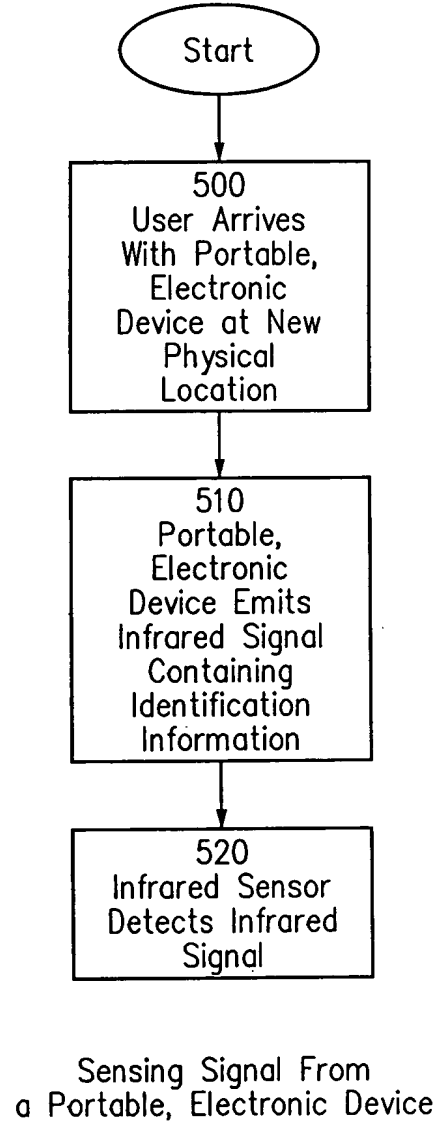 Start
500
User Arrives
With Portable,
Electronic
Device at New
Physical
Location
510
Portable,
Electronic
Device Emits
Infrared Signal
Containing
Identification
Information
520
Infrared Sensor
Detects Infrared
Signal
Sensing Signal From
a Portable, Electronic Device